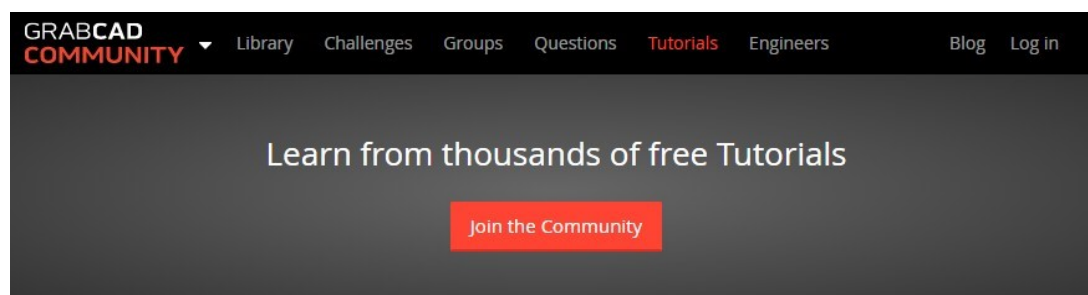 GRABCAD
COMMUNITY
Library Challenges Groups Questions Tutorials Engineers Blog Log in
Learn from thousands of free Tutorials
Join the Community